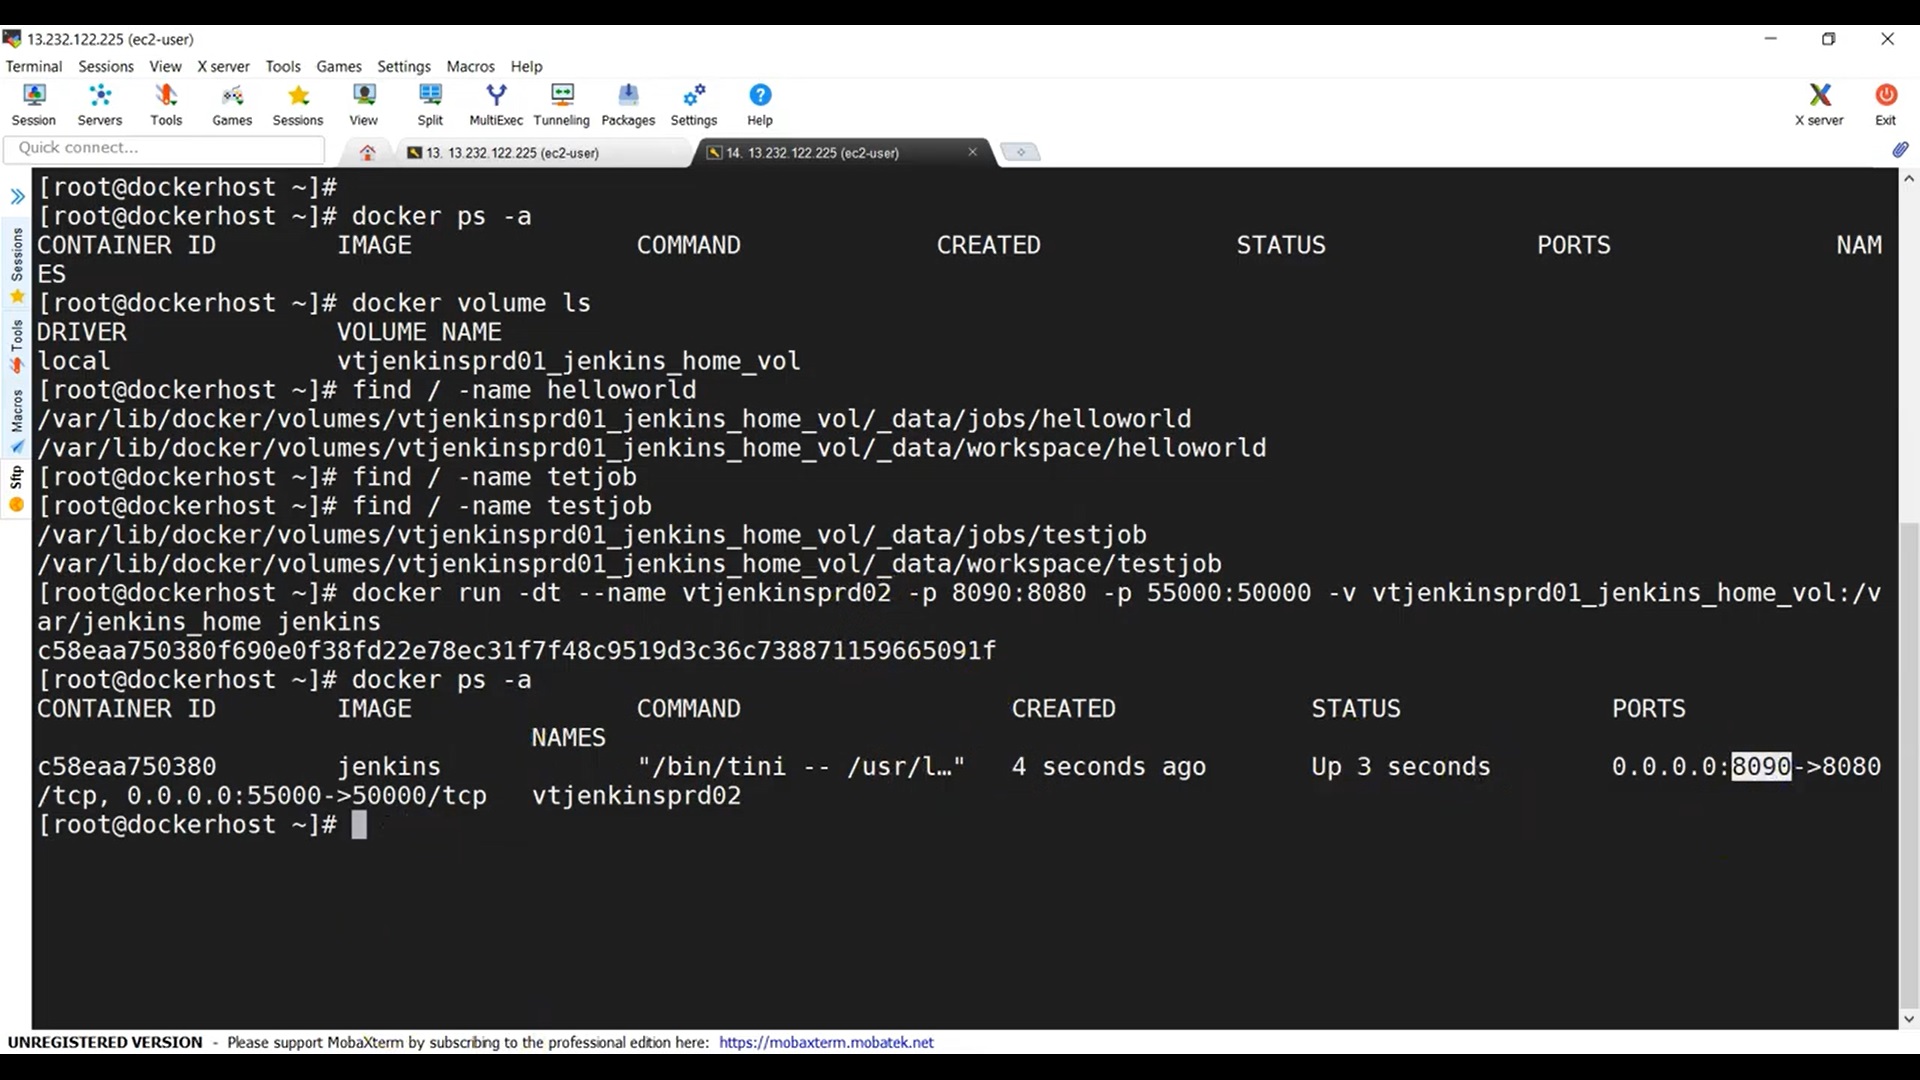 13.232.122.225 (ec2-user)
Terminal Sessions View X server Tools Games Settings Macros Help
Session Servers Tools Games Sessions View Split MultiExec Tunneling Packages Settings Help X server Exit
Quick connect... 13. 13.232.122.225 (ec2-user) 14. 13.232.122.225 (ec2-user)
Sessions
Tools
Macros
Sftp
[root@dockerhost ~]#
[root@dockerhost ~]# docker ps -a
CONTAINER ID IMAGE COMMAND CREATED STATUS PORTS NAM
ES
[root@dockerhost ~]# docker volume ls
DRIVER VOLUME NAME
local vtjenkinsprd01_jenkins_home_vol
[root@dockerhost ~]# find / -name helloworld
/var/lib/docker/volumes/vtjenkinsprd01_jenkins_home_vol/_data/jobs/helloworld
/var/lib/docker/volumes/vtjenkinsprd01_jenkins_home_vol/_data/workspace/helloworld
[root@dockerhost ~]# find / -name tetjob
[root@dockerhost ~]# find / -name testjob
/var/lib/docker/volumes/vtjenkinsprd01_jenkins_home_vol/_data/jobs/testjob
/var/lib/docker/volumes/vtjenkinsprd01_jenkins_home_vol/_data/workspace/testjob
[root@dockerhost ~]# docker run -dt --name vtjenkinsprd02 -p 8090:8080 -p 55000:50000 -v vtjenkinsprd01_jenkins_home_vol:/v
ar/jenkins_home jenkins
c58eaa750380f690e0f38fd22e78ec31f7f48c9519d3c36c738871159665091f
[root@dockerhost ~]# docker ps -a
CONTAINER ID IMAGE COMMAND CREATED STATUS PORTS
NAMES
c58eaa750380 jenkins "/bin/tini -- /usr/l…" 4 seconds ago Up 3 seconds 0.0.0.0:8090->8080
/tcp, 0.0.0.0:55000->50000/tcp vtjenkinsprd02
[root@dockerhost ~]#
UNREGISTERED VERSION - Please support MobaXterm by subscribing to the professional edition here: https://mobaxterm.mobatek.net